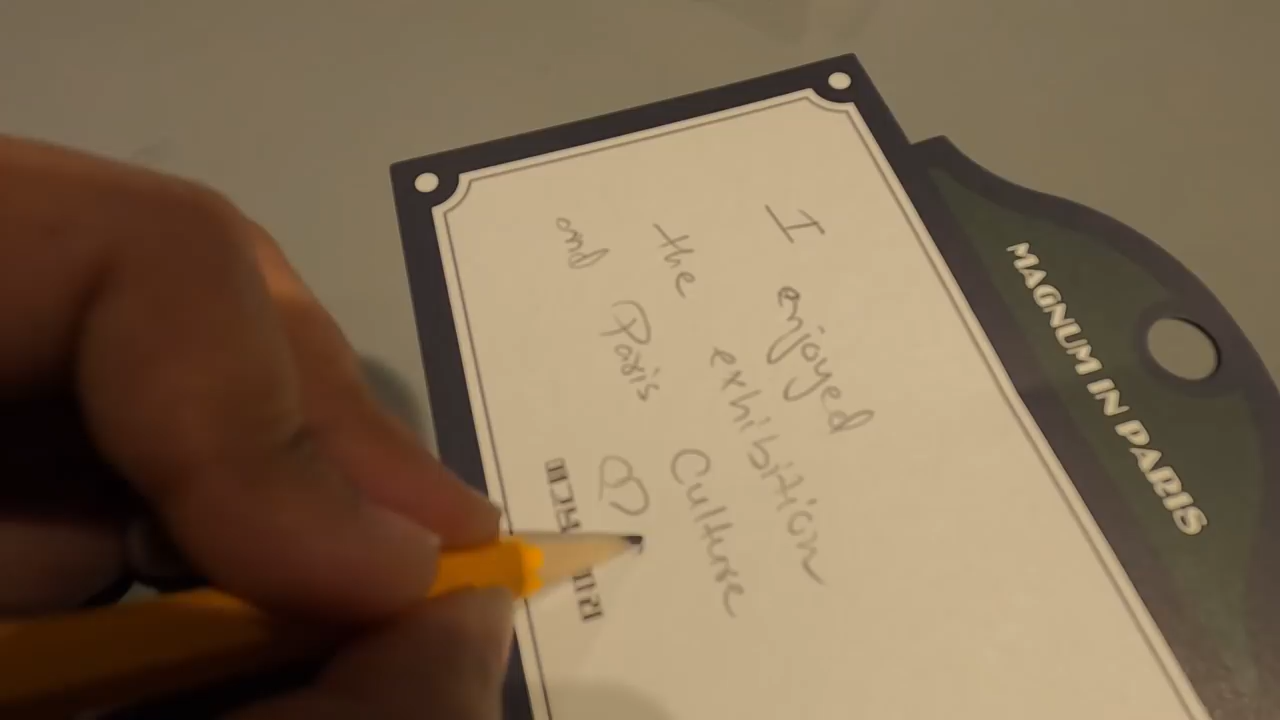 MAGNUM IN PARIS
I enjoyed
the exhibition
and Paris Culture
♡